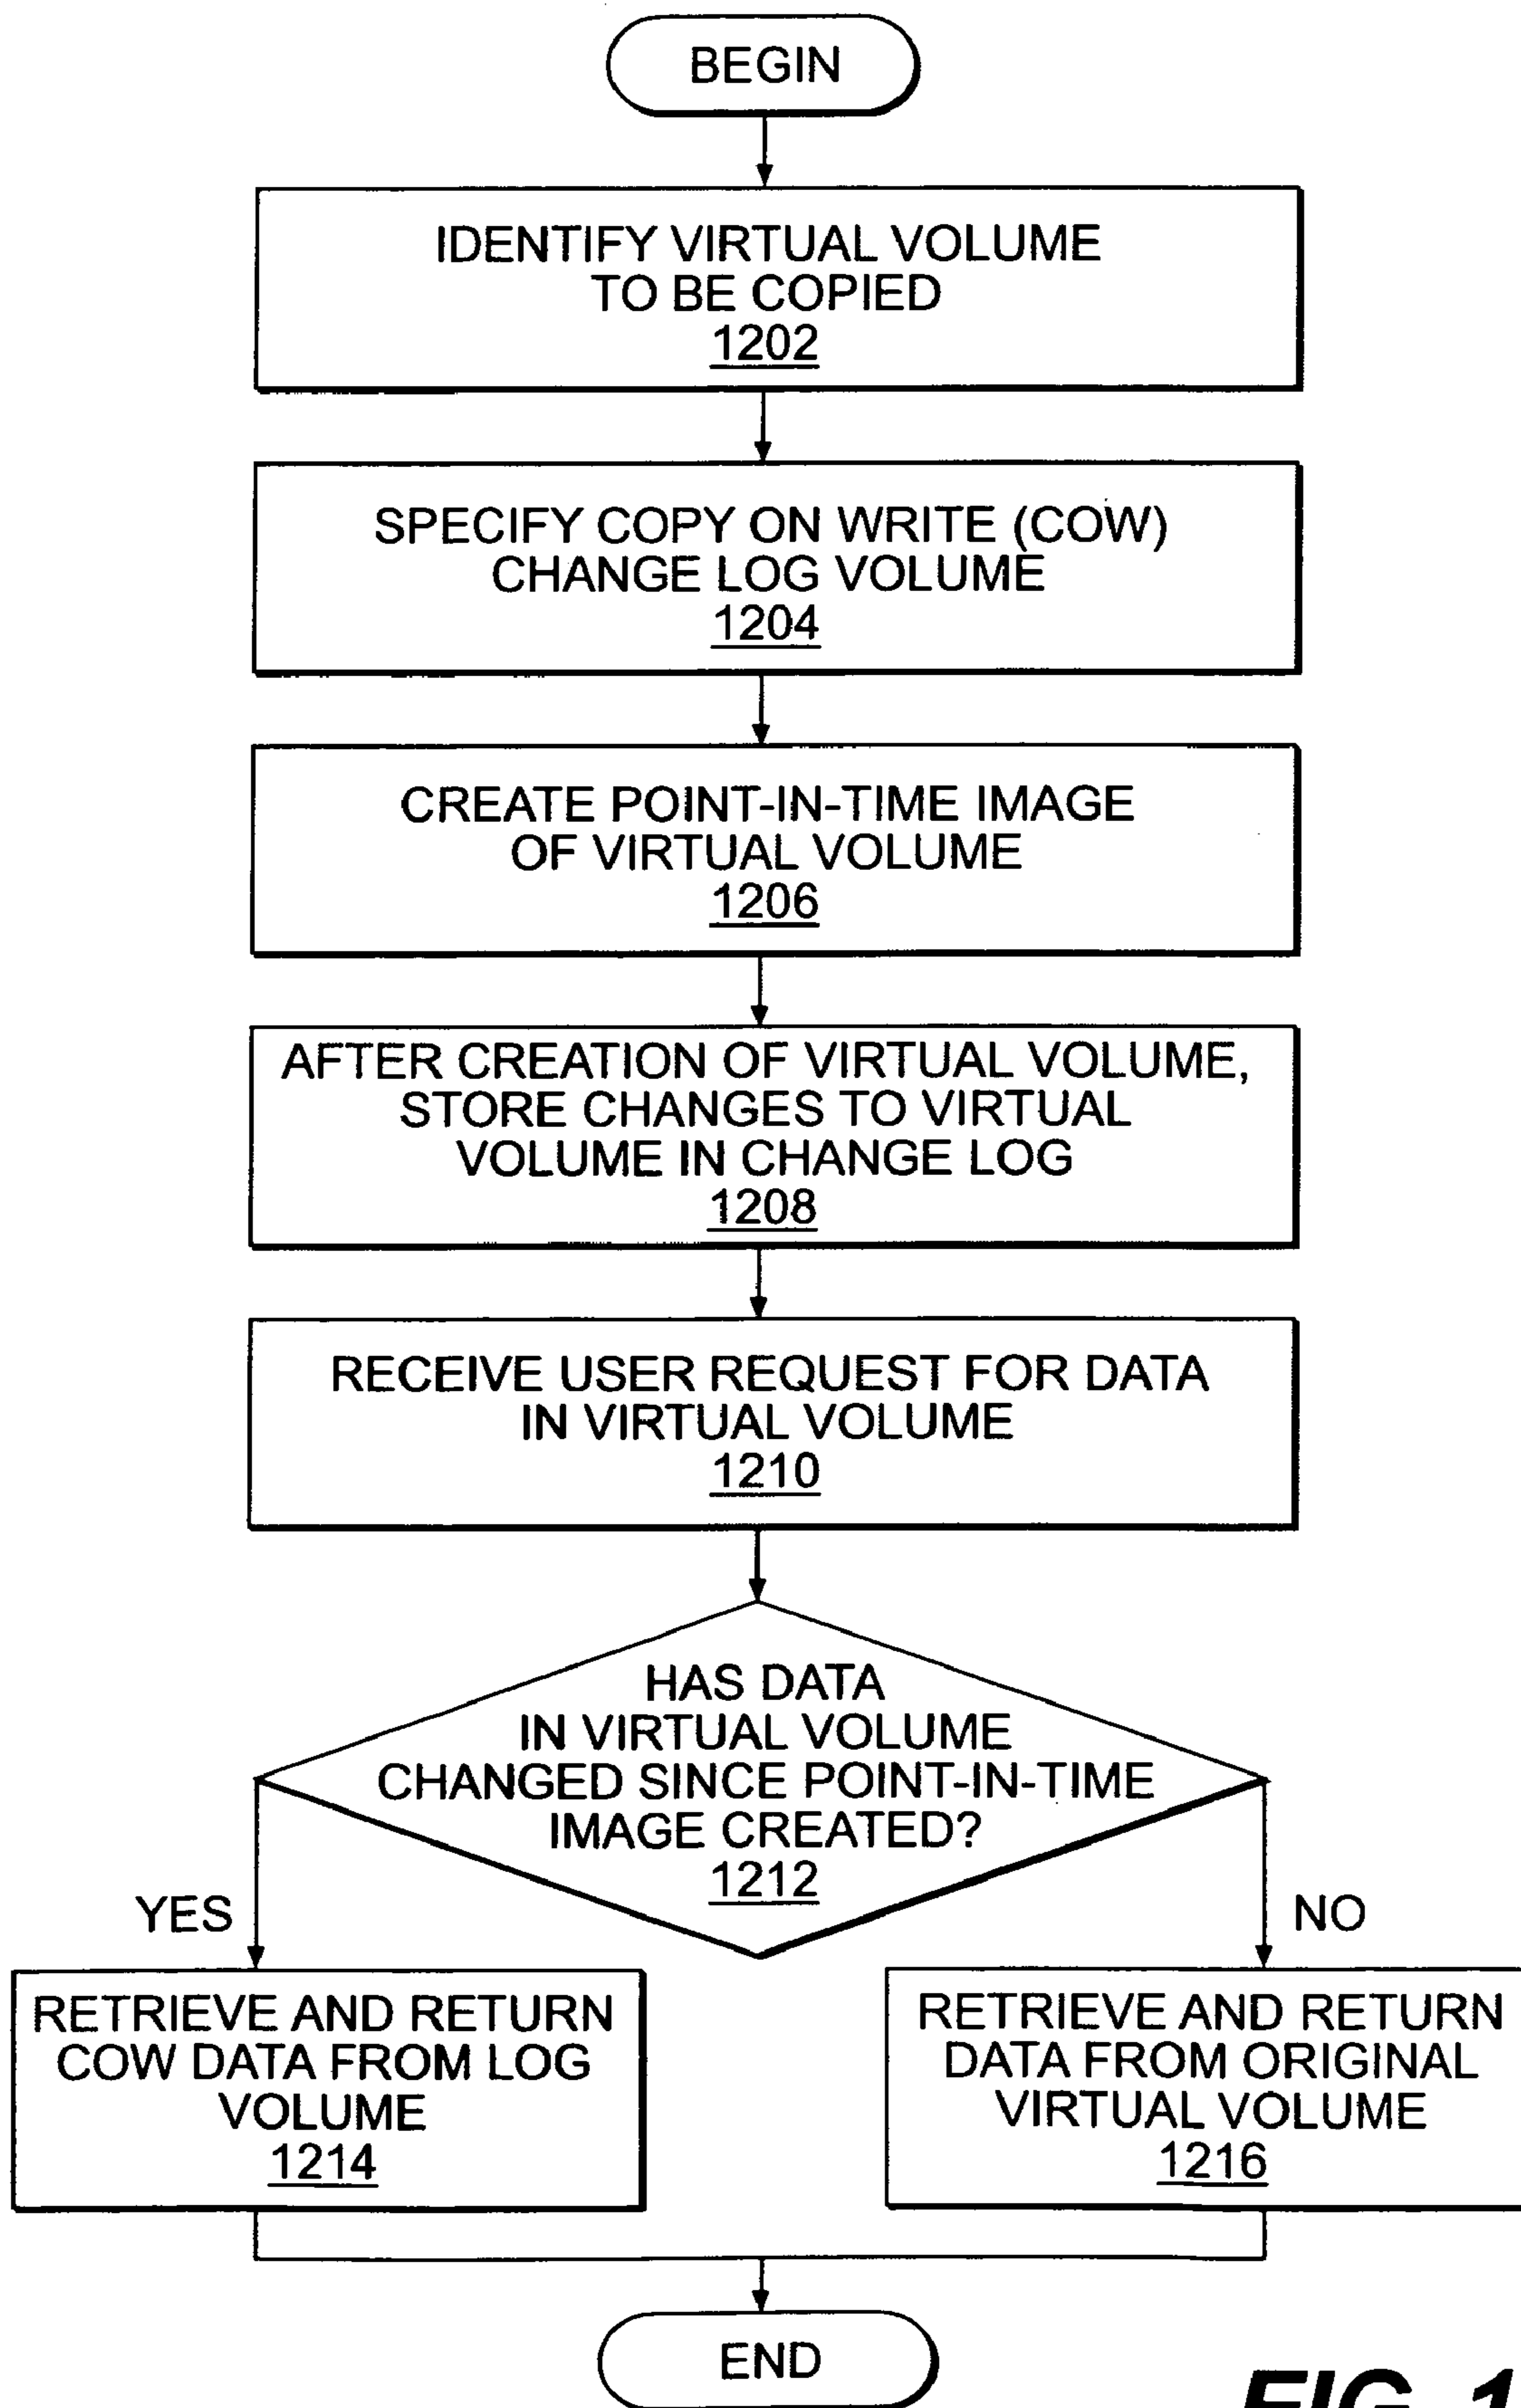 BEGIN
IDENTIFY VIRTUAL VOLUME
TO BE COPIED
1202
SPECIFY COPY ON WRITE (COW)
CHANGE LOG VOLUME
1204
CREATE POINT-IN-TIME IMAGE
OF VIRTUAL VOLUME
1206
AFTER CREATION OF VIRTUAL VOLUME,
STORE CHANGES TO VIRTUAL
VOLUME IN CHANGE LOG
1208
RECEIVE USER REQUEST FOR DATA
IN VIRTUAL VOLUME
1210
HAS DATA
IN VIRTUAL VOLUME
CHANGED SINCE POINT-IN-TIME
IMAGE CREATED?
1212
YES
NO
RETRIEVE AND RETURN
COW DATA FROM LOG
VOLUME
1214
RETRIEVE AND RETURN
DATA FROM ORIGINAL
VIRTUAL VOLUME
1216
END